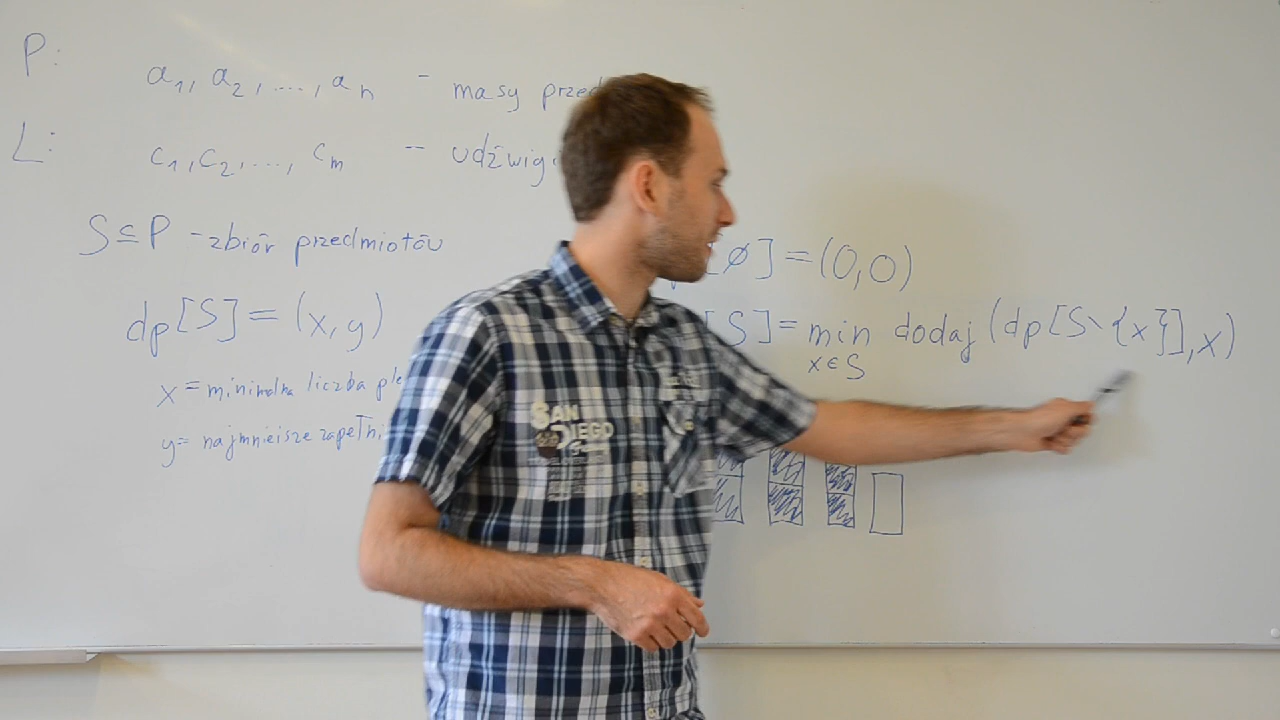 P:
a₁, a₂, ...., aₙ - masy
L:
c₁, c₂, ..., cₘ -
S ⊆ P - zbiór przedmiotów
dp[S] = (x, y)
x = minimalna liczba
y = najmniejsze
[∅] = (0,0)
S] = min dodaj (dp[S∖{x}], x)
x∈S
SAN
DIEGO